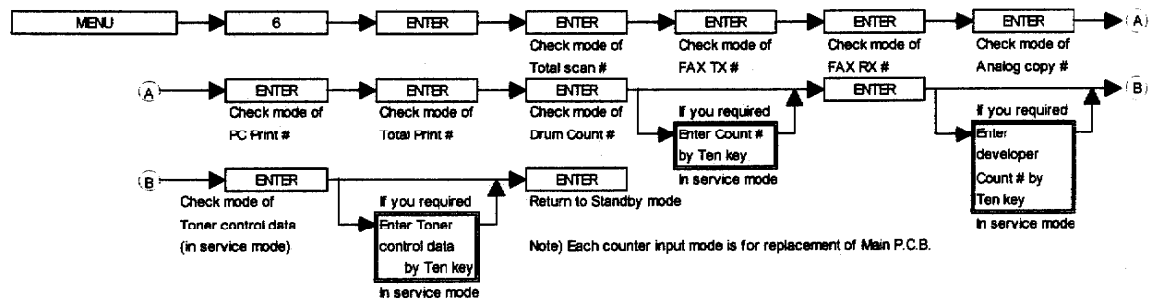 MENU 6 ENTER ENTER ENTER ENTER ENTER A
Check mode of Check mode of Check mode of Check mode of
Total scan # FAX TX # FAX RX # Analog copy #
A ENTER ENTER ENTER ENTER B
Check mode of Check mode of Check mode of If you required If you required
PC Print # Total Print # Drum Count # Enter Count # Enter
by Ten key developer
In service mode Count # by
Ten key
In service mode
B ENTER ENTER
Check mode of If you required Return to Standby mode
Toner control data Enter Toner
(in service mode) control data Note) Each counter input mode is for replacement of Main P.C.B.
by Ten key
In service mode